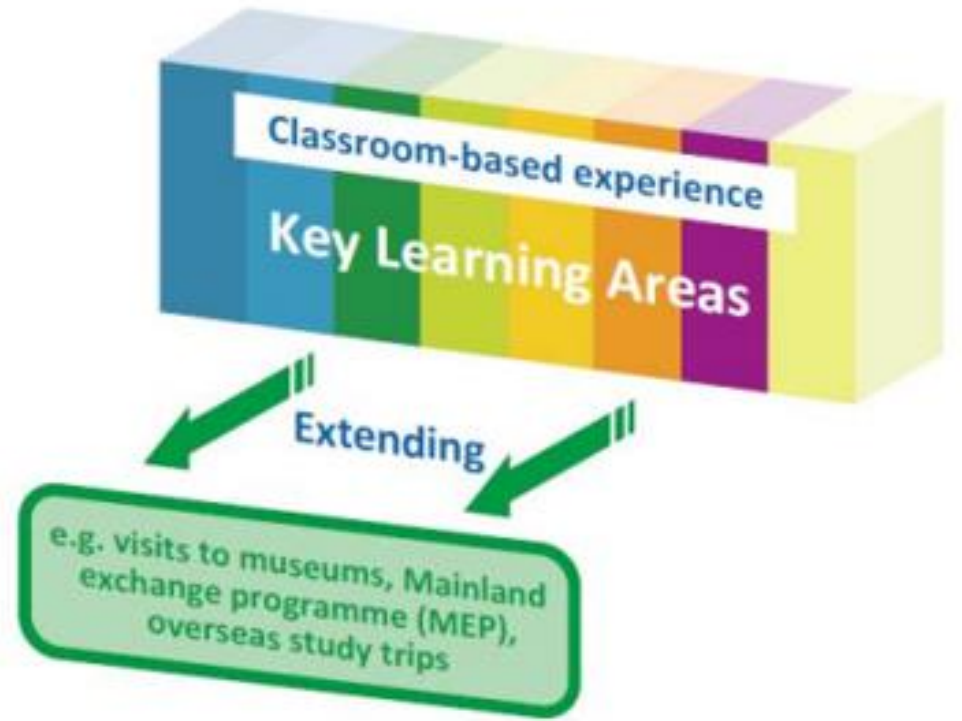 Classroom-based experience
Key Learning Areas
Extending
e.g. visits to museums, Mainland
exchange programme (MEP),
overseas study trips